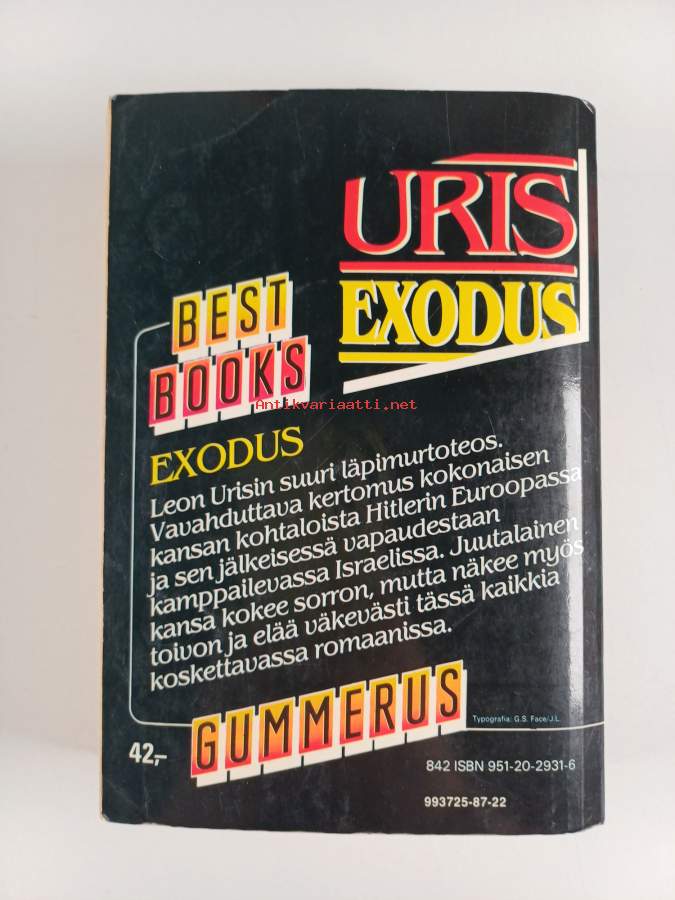 URIS
EXODUS
BEST
BOOKS
Antikvariaatti.net
EXODUS
Leon Urisin suuri läpimurtoteos.
Vavahduttava kertomus kokonaisen
kansan kohtaloista Hitlerin Euroopassa
ja sen jälkeisessä vapaudestaan
kamppailevassa Israelissa. Juutalainen
kansa kokee sorron, mutta näkee myös
toivon ja elää väkevästi tässä kaikkia
koskettavassa romaanissa.
GUMMERUS
Typografia: G.S. Face/J.L.
42,-
842 ISBN 951-20-2931-6
993725-87-22